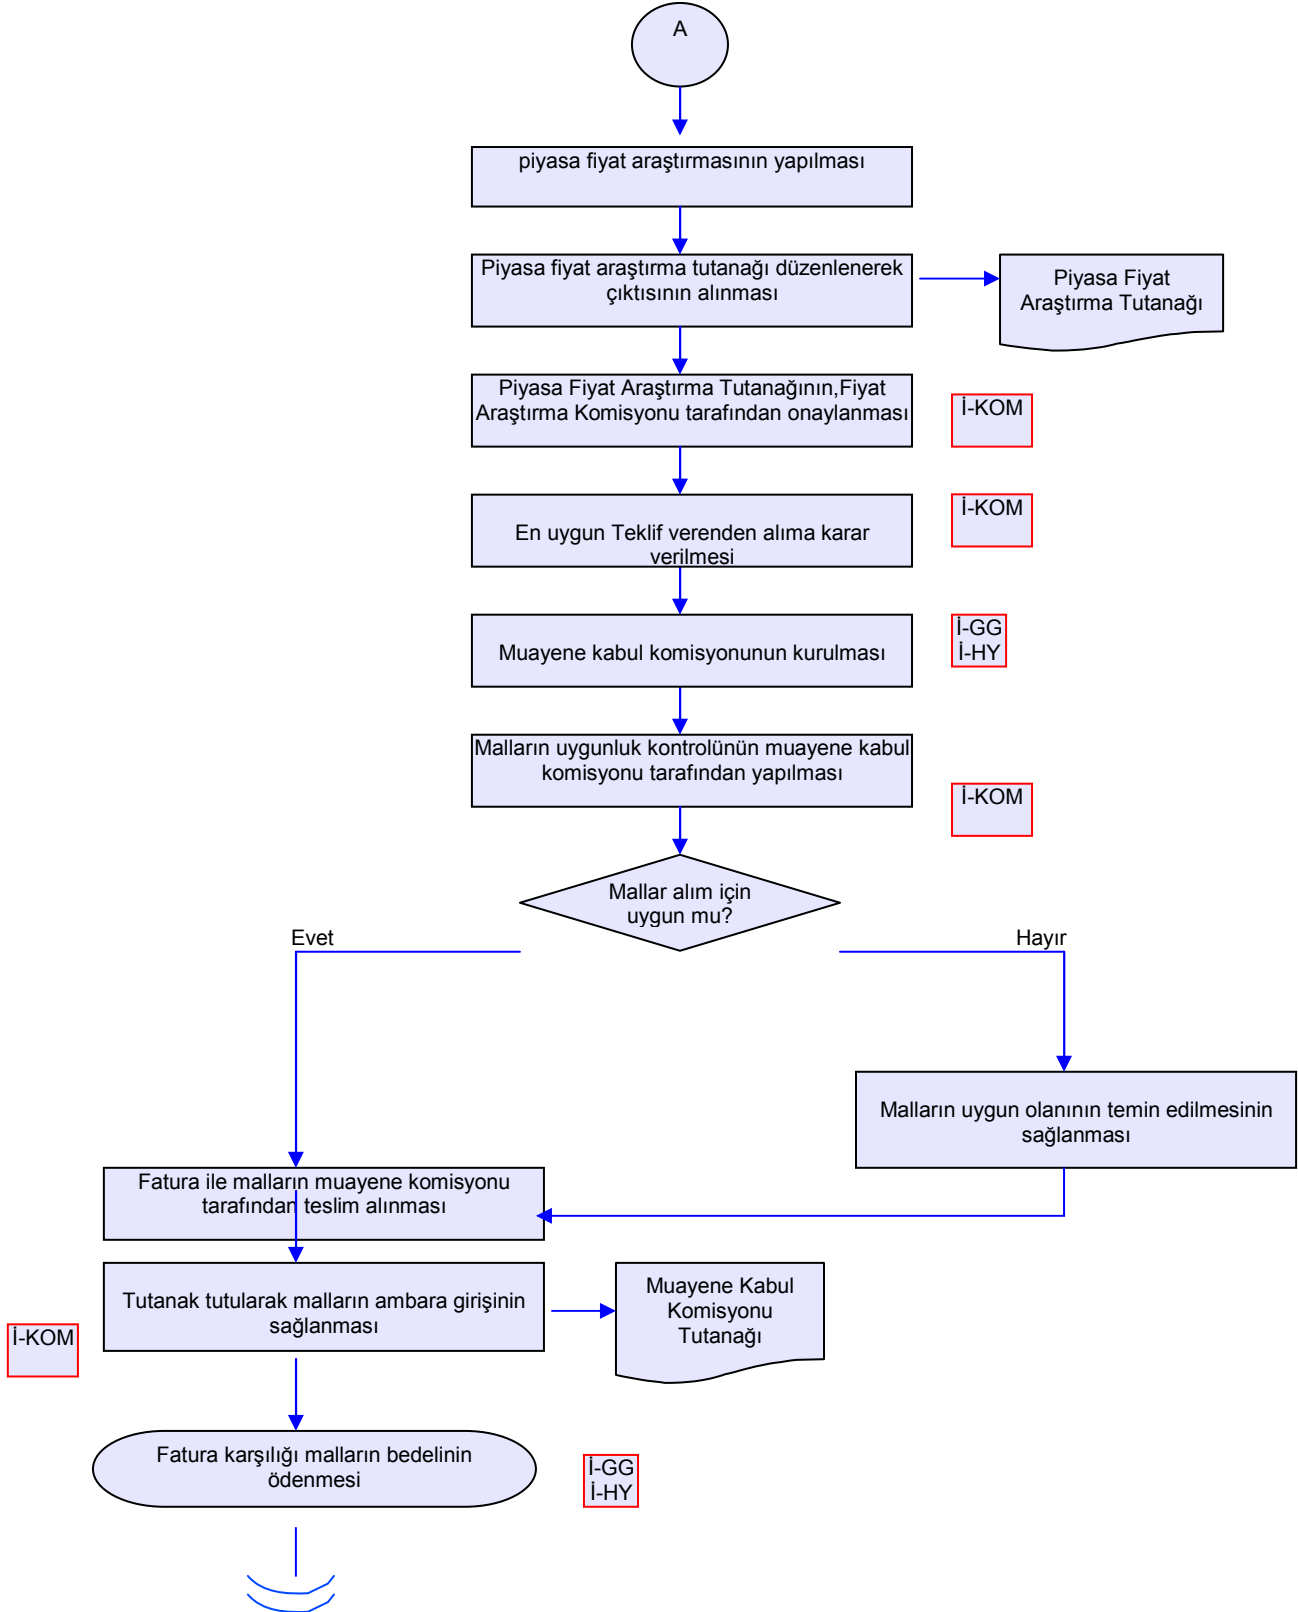 A
piyasa fiyat araştırmasının yapılması
Piyasa fiyat araştırma tutanağı düzenlenerek
çıktısının alınması
Piyasa Fiyat
Araştırma Tutanağı
Piyasa Fiyat Araştırma Tutanağının,Fiyat
Araştırma Komisyonu tarafından onaylanması
İ-KOM
En uygun Teklif verenden alıma karar
verilmesi
İ-KOM
Muayene kabul komisyonunun kurulması
İ-GG
İ-HY
Malların uygunluk kontrolünün muayene kabul
komisyonu tarafından yapılması
İ-KOM
Mallar alım için
uygun mu?
Evet
Hayır
Malların uygun olanının temin edilmesinin
sağlanması
Fatura ile malların muayene komisyonu
tarafından teslim alınması
Tutanak tutularak malların ambara girişinin
sağlanması
Muayene Kabul
Komisyonu
Tutanağı
İ-KOM
Fatura karşılığı malların bedelinin
ödenmesi
İ-GG
İ-HY